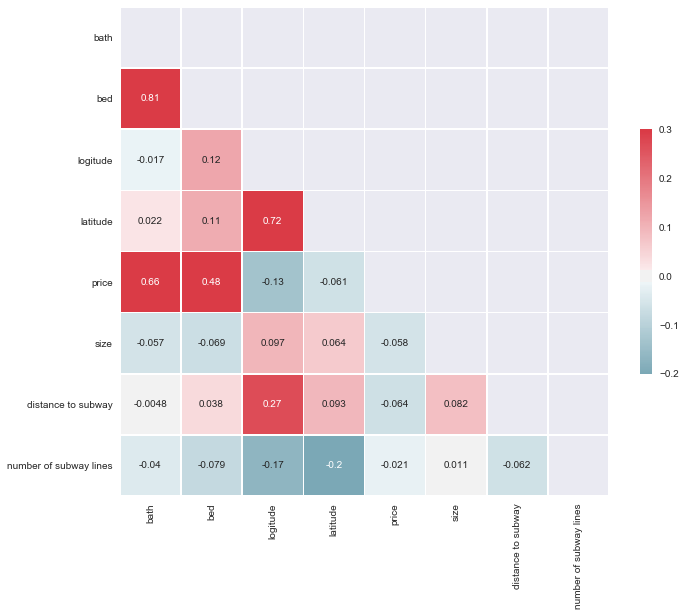 bath
bed
0.81
logitude
-0.017 0.12
latitude
0.022 0.11 0.72
price
0.66 0.48 -0.13 -0.061
size
-0.057 -0.069 0.097 0.064 -0.058
distance to subway
-0.0048 0.038 0.27 0.093 -0.064 0.082
number of subway lines
-0.04 -0.079 -0.17 -0.2 -0.021 0.011 -0.062
bath
bed
logitude
latitude
price
size
distance to subway
number of subway lines
0.3
0.2
0.1
0.0
−0.1
−0.2